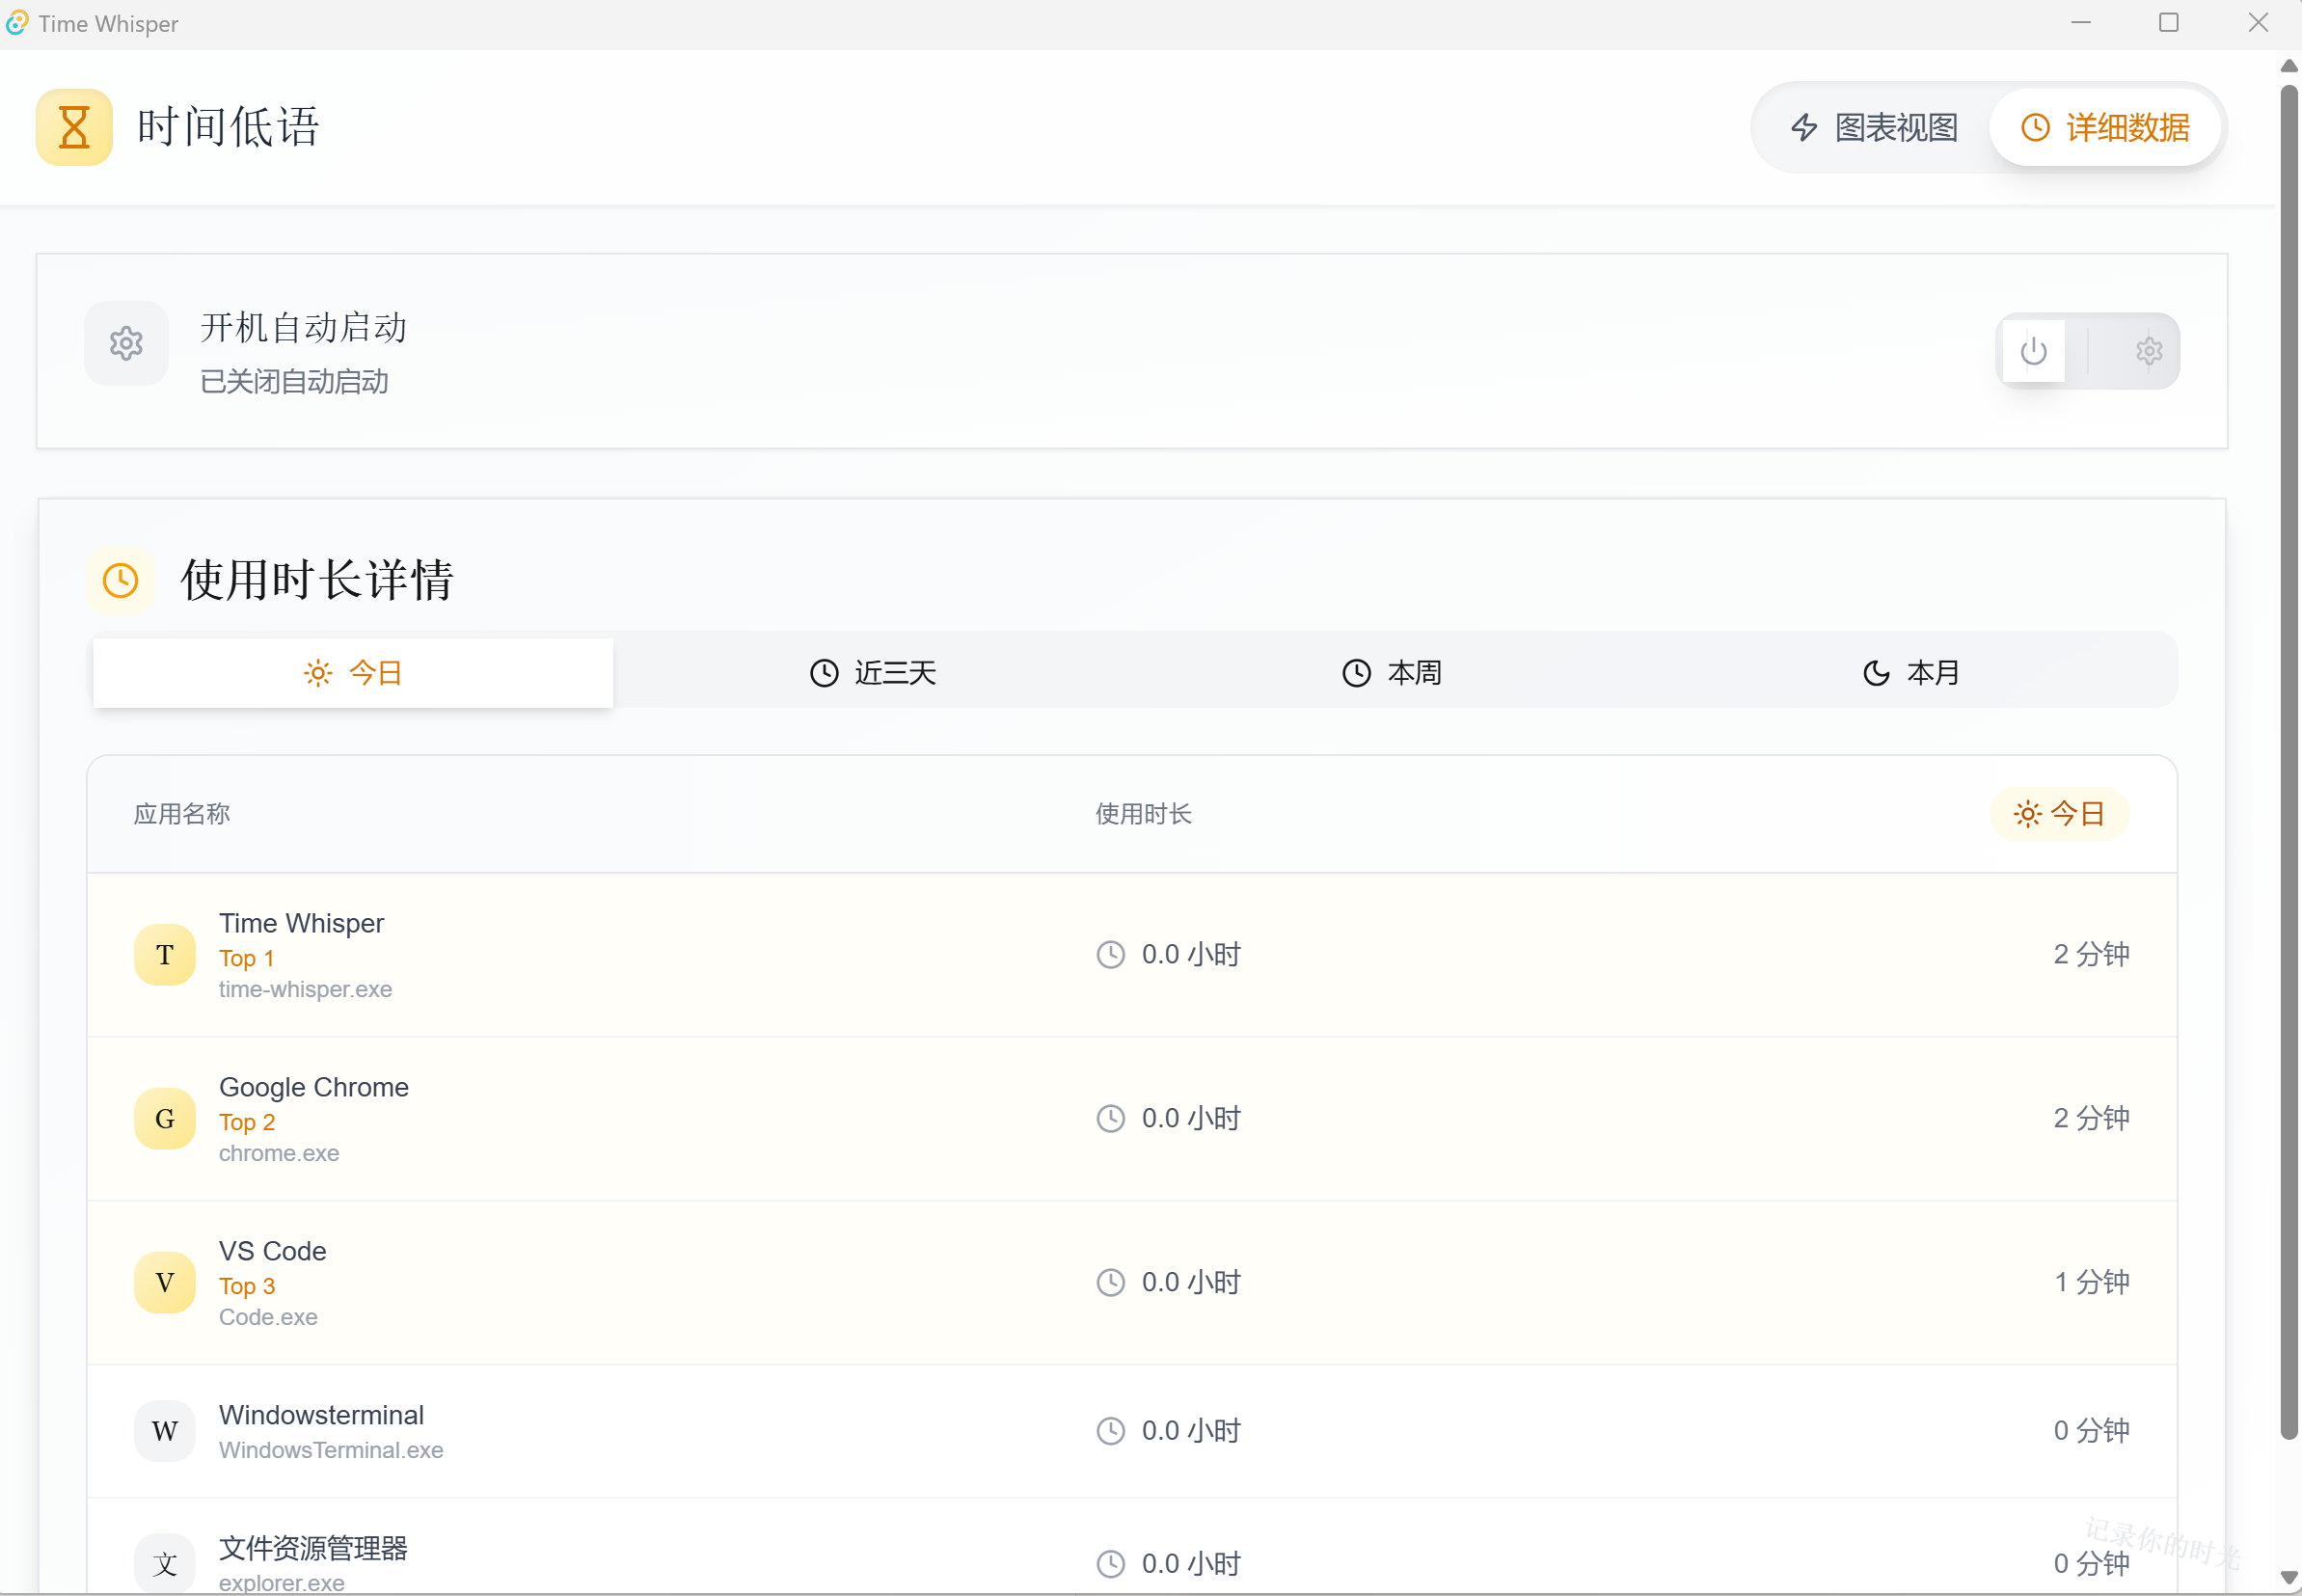 Time Whisper
时间低语
图表视图
详细数据
开机自动启动
已关闭自动启动
使用时长详情
今日
近三天
本周
本月
应用名称
使用时长
今日
Time Whisper
Top 1
time-whisper.exe
0.0 小时
2 分钟
G
Google Chrome
Top 2
chrome.exe
0.0 小时
2 分钟
V
VS Code
Top 3
Code.exe
0.0 小时
1 分钟
W
Windowsterminal
WindowsTerminal.exe
0.0 小时
0 分钟
文
文件资源管理器
explorer.exe
0.0 小时
0 分钟
记录你的时光